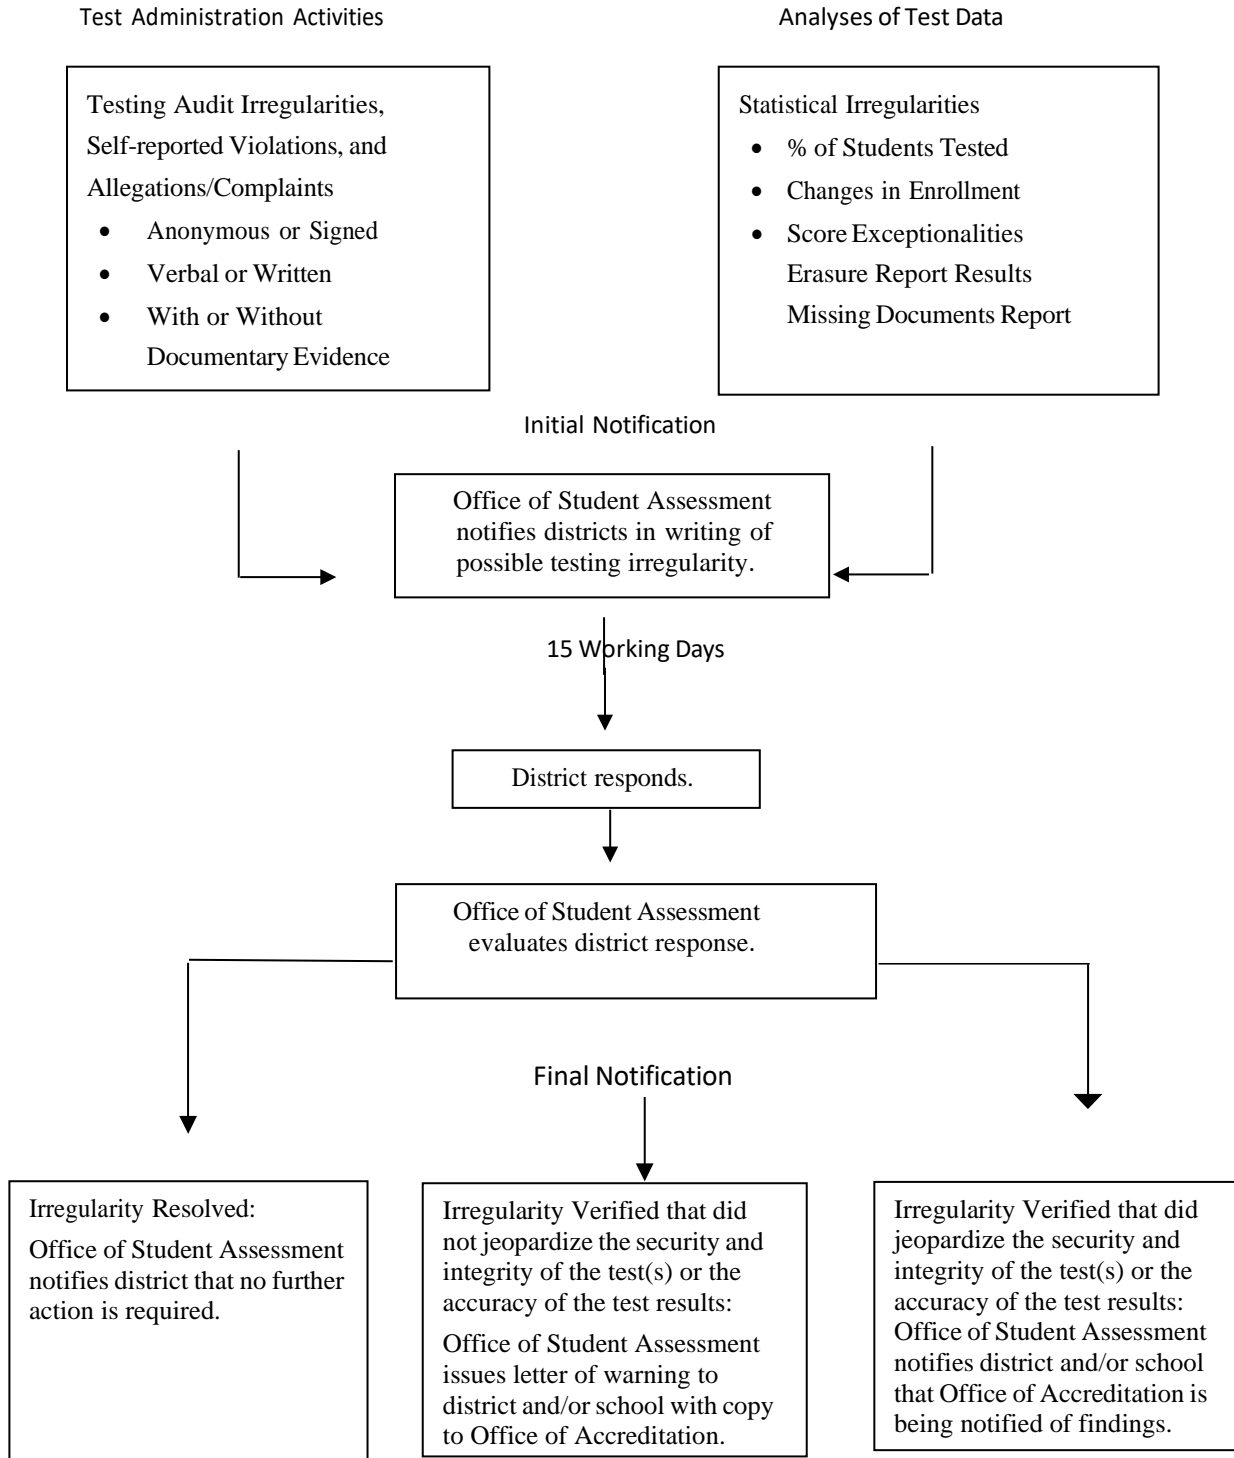 Test Administration Activities
Analyses of Test Data
Testing Audit Irregularities,
Self-reported Violations, and
Allegations/Complaints
• Anonymous or Signed
• Verbal or Written
• With or Without
Documentary Evidence
Statistical Irregularities
• % of Students Tested
• Changes in Enrollment
• Score Exceptionalities
Erasure Report Results
Missing Documents Report
Initial Notification
Office of Student Assessment
notifies districts in writing of
possible testing irregularity.
15 Working Days
District responds.
Office of Student Assessment
evaluates district response.
Final Notification
Irregularity Resolved:
Office of Student Assessment
notifies district that no further
action is required.
Irregularity Verified that did
not jeopardize the security and
integrity of the test(s) or the
accuracy of the test results:
Office of Student Assessment
issues letter of warning to
district and/or school with copy
to Office of Accreditation.
Irregularity Verified that did
jeopardize the security and
integrity of the test(s) or the
accuracy of the test results:
Office of Student Assessment
notifies district and/or school
that Office of Accreditation is
being notified of findings.